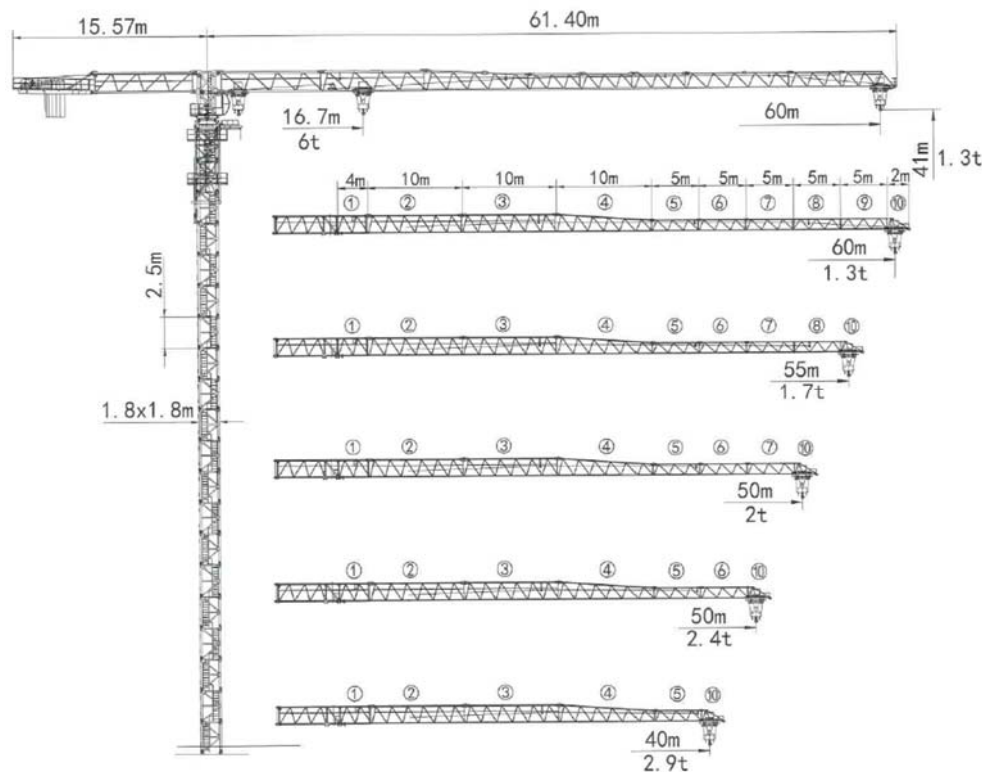 15.57m 61.40m
16.7m
6t
60m
41m
1.3t
4m 10m 10m 10m 5m 5m 5m 5m 5m 2m
① ② ③ ④ ⑤ ⑥ ⑦ ⑧ ⑨ ⑩
60m
1.3t
2.5m
① ② ③ ④ ⑤ ⑥ ⑦ ⑧ ⑩
55m
1.7t
1.8x1.8m
① ② ③ ④ ⑤ ⑥ ⑦ ⑩
50m
2t
① ② ③ ④ ⑤ ⑥ ⑩
50m
2.4t
① ② ③ ④ ⑤ ⑩
40m
2.9t